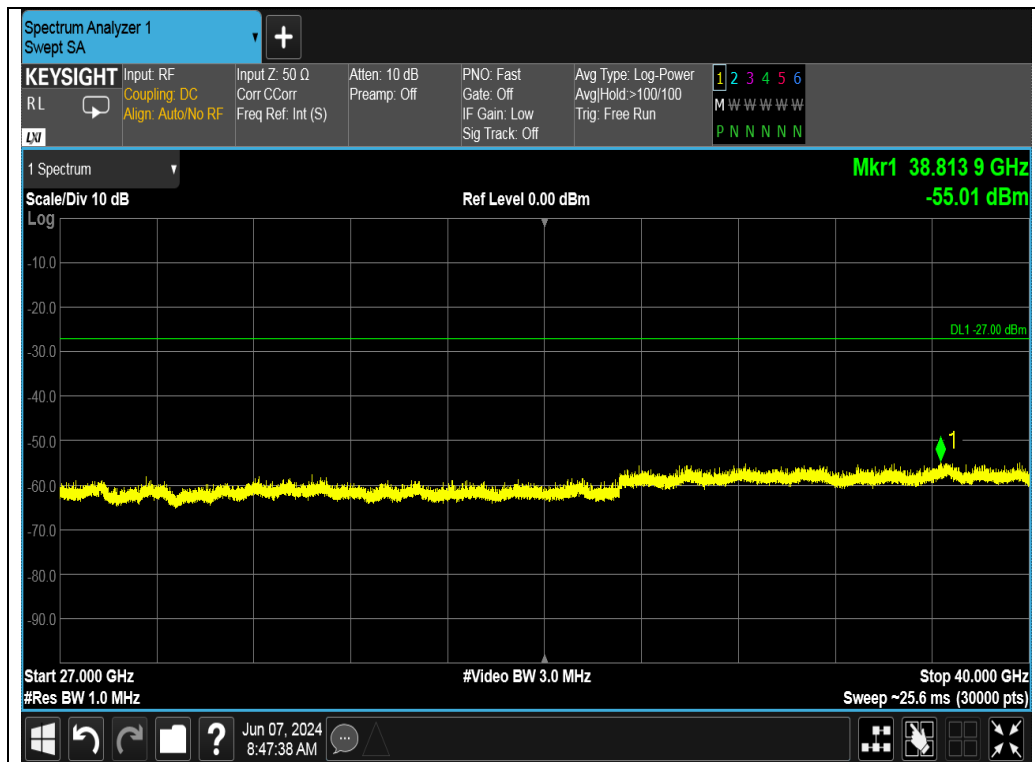 Spectrum Analyzer 1
Swept SA
KEYSIGHT
RL
LXI
Input: RF
Coupling: DC
Align: Auto/No RF
Input Z: 50 Ω
Corr CCorr
Freq Ref: Int (S)
Atten: 10 dB
Preamp: Off
PNO: Fast
Gate: Off
IF Gain: Low
Sig Track: Off
Avg Type: Log-Power
Avg|Hold:>100/100
Trig: Free Run
1 2 3 4 5 6
M W W W W W
P N N N N N
1 Spectrum
Mkr1 38.813 9 GHz
Scale/Div 10 dB
Ref Level 0.00 dBm
-55.01 dBm
Log
-10.0
-20.0
DL1 -27.00 dBm
-30.0
-40.0
-50.0
1
-60.0
-70.0
-80.0
-90.0
Start 27.000 GHz
#Video BW 3.0 MHz
Stop 40.000 GHz
#Res BW 1.0 MHz
Sweep ~25.6 ms (30000 pts)
?
Jun 07, 2024
8:47:38 AM